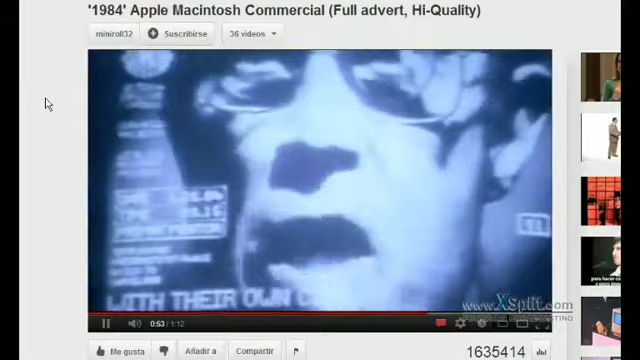 '1984' Apple Macintosh Commercial (Full advert, Hi-Quality)
miniroll32
Suscribirse
36 videos
WITH THEIR OWN
www.XSplit.com
0:53 / 1:12
Me gusta
Añadir a
Compartir
1635414